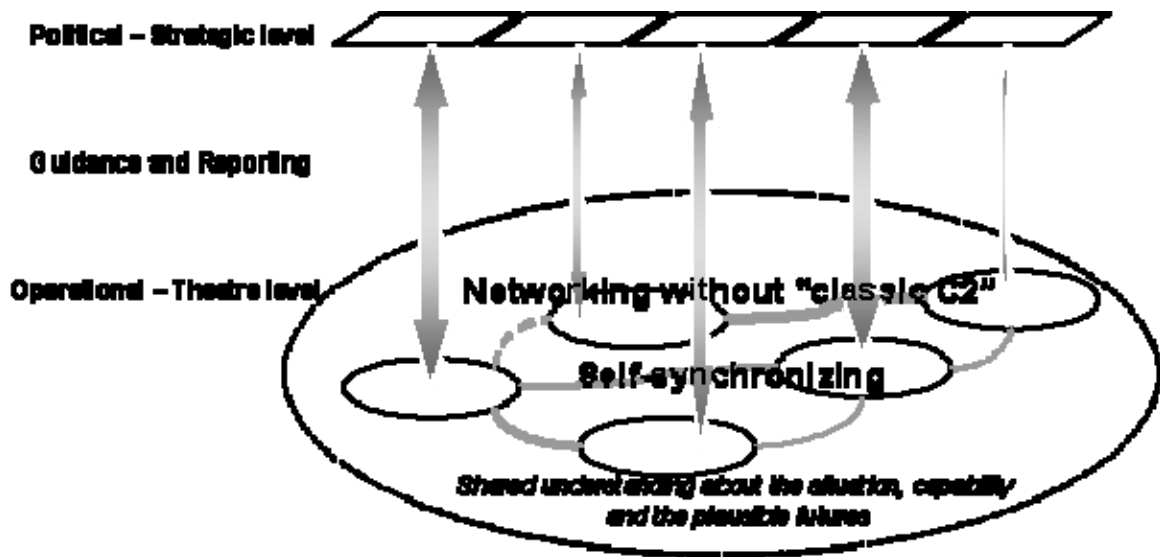 Political – Strategic level
Guidance and Reporting
Operational – Theatre level
Networking without "classic C2"
Self-synchronizing
Shared understanding about the situation, capability
and the plausible futures